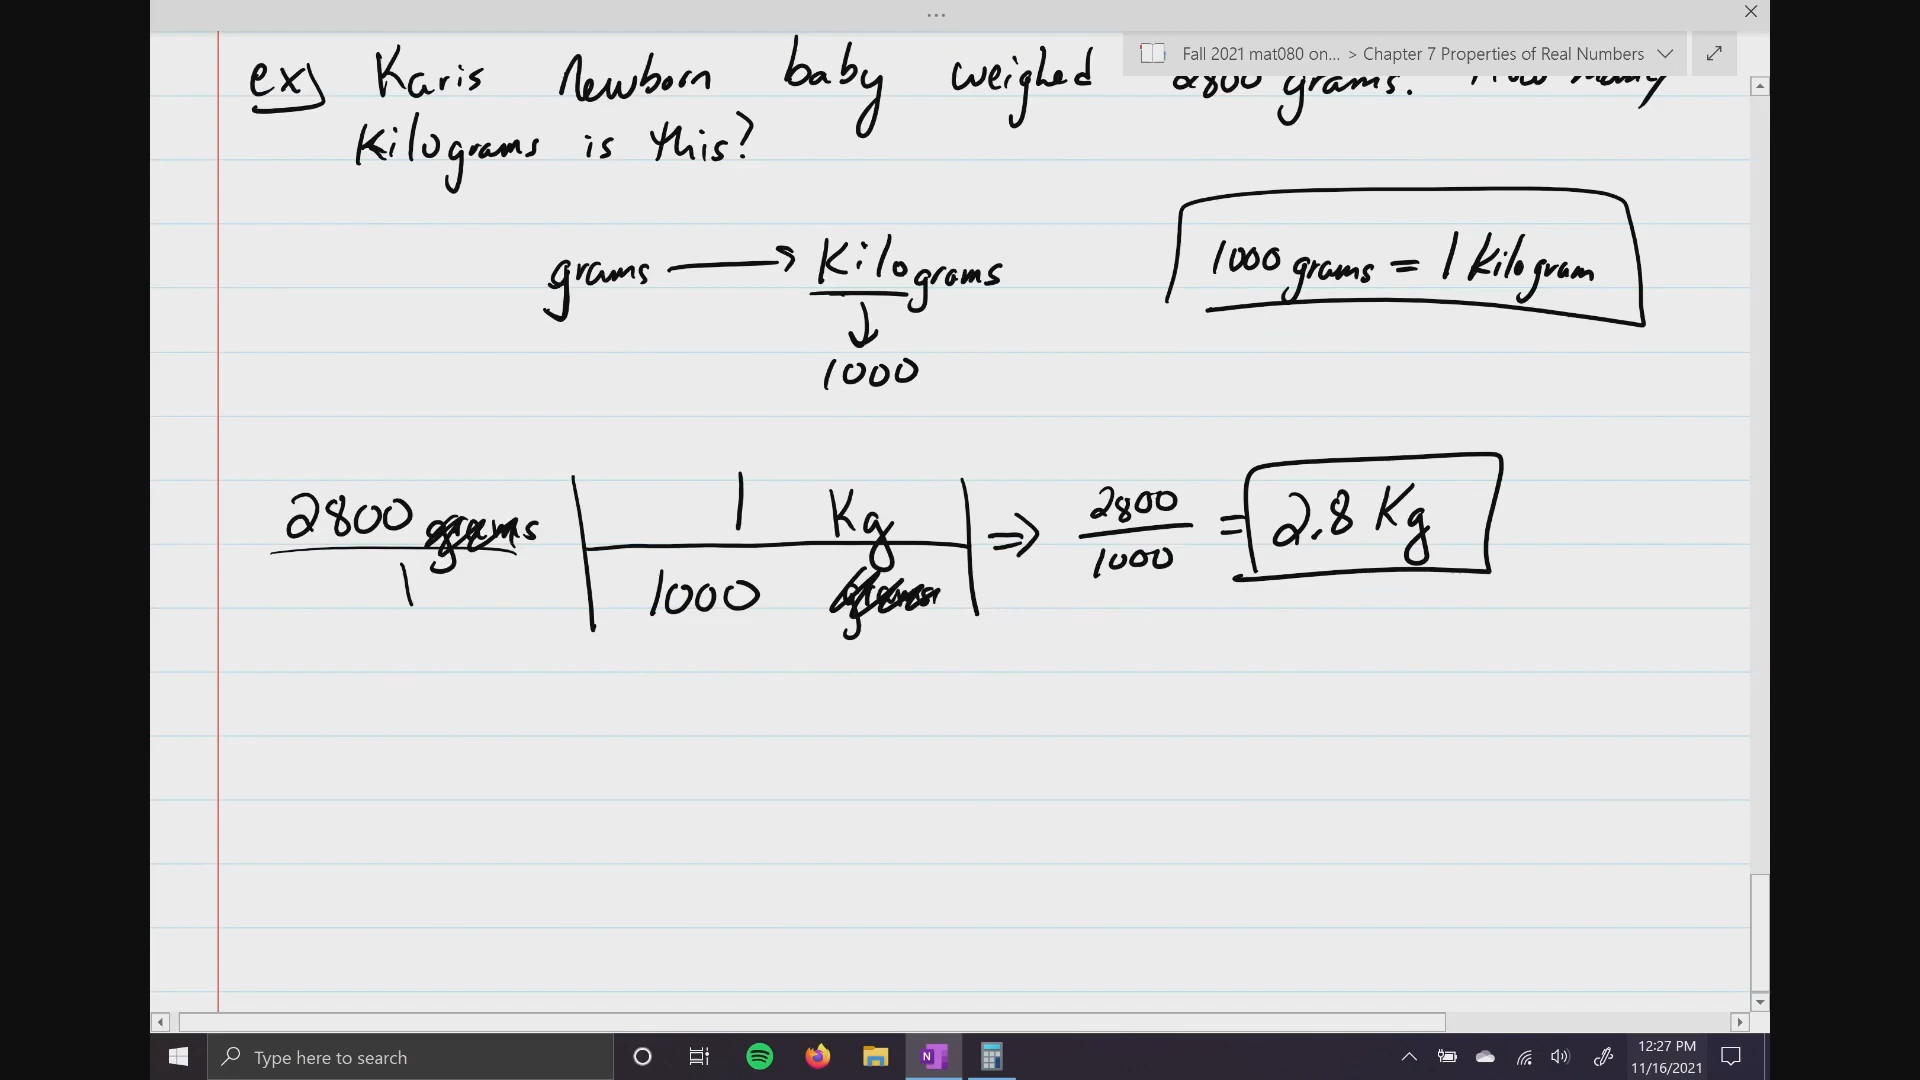 ...
Fall 2021 mat080 on... > Chapter 7 Properties of Real Numbers
ex) Karis Newborn baby weighed 2800 grams. How many
Kilograms is this?
grams → Kilograms
1000 grams = 1 Kilogram
↓
1000
2800 grams | 1 Kg | ⇒ 2800 = 2.8 Kg
1 | 1000 grams | 1000
Type here to search
12:27 PM
11/16/2021